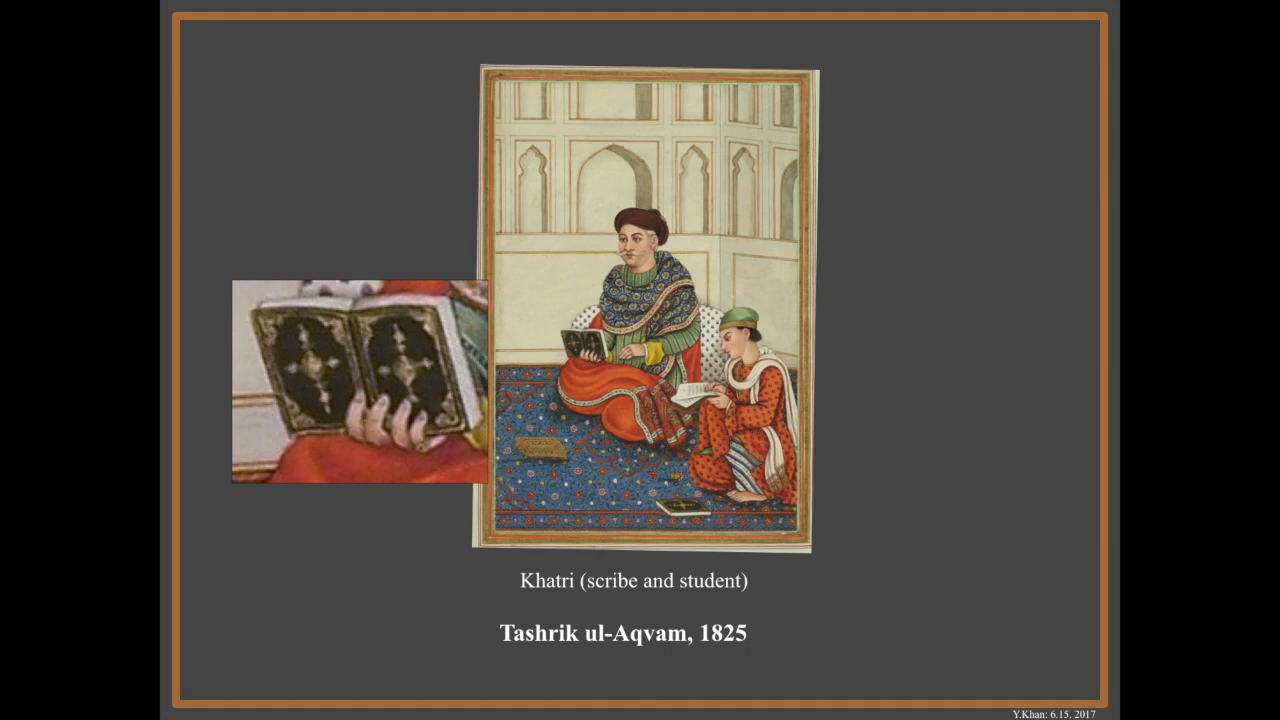 Khatri (scribe and student)
Tashrik ul-Aqvam, 1825
Y.Khan: 6.15. 2017